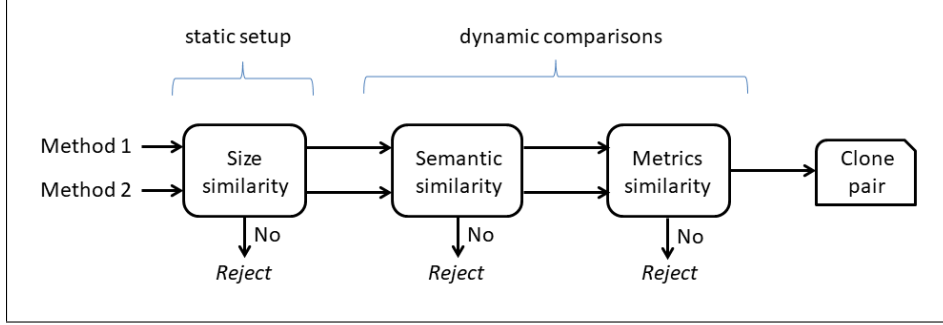 static setup
dynamic comparisons
Method 1
Method 2
Size
similarity
Semantic
similarity
Metrics
similarity
Clone
pair
No
No
No
Reject
Reject
Reject